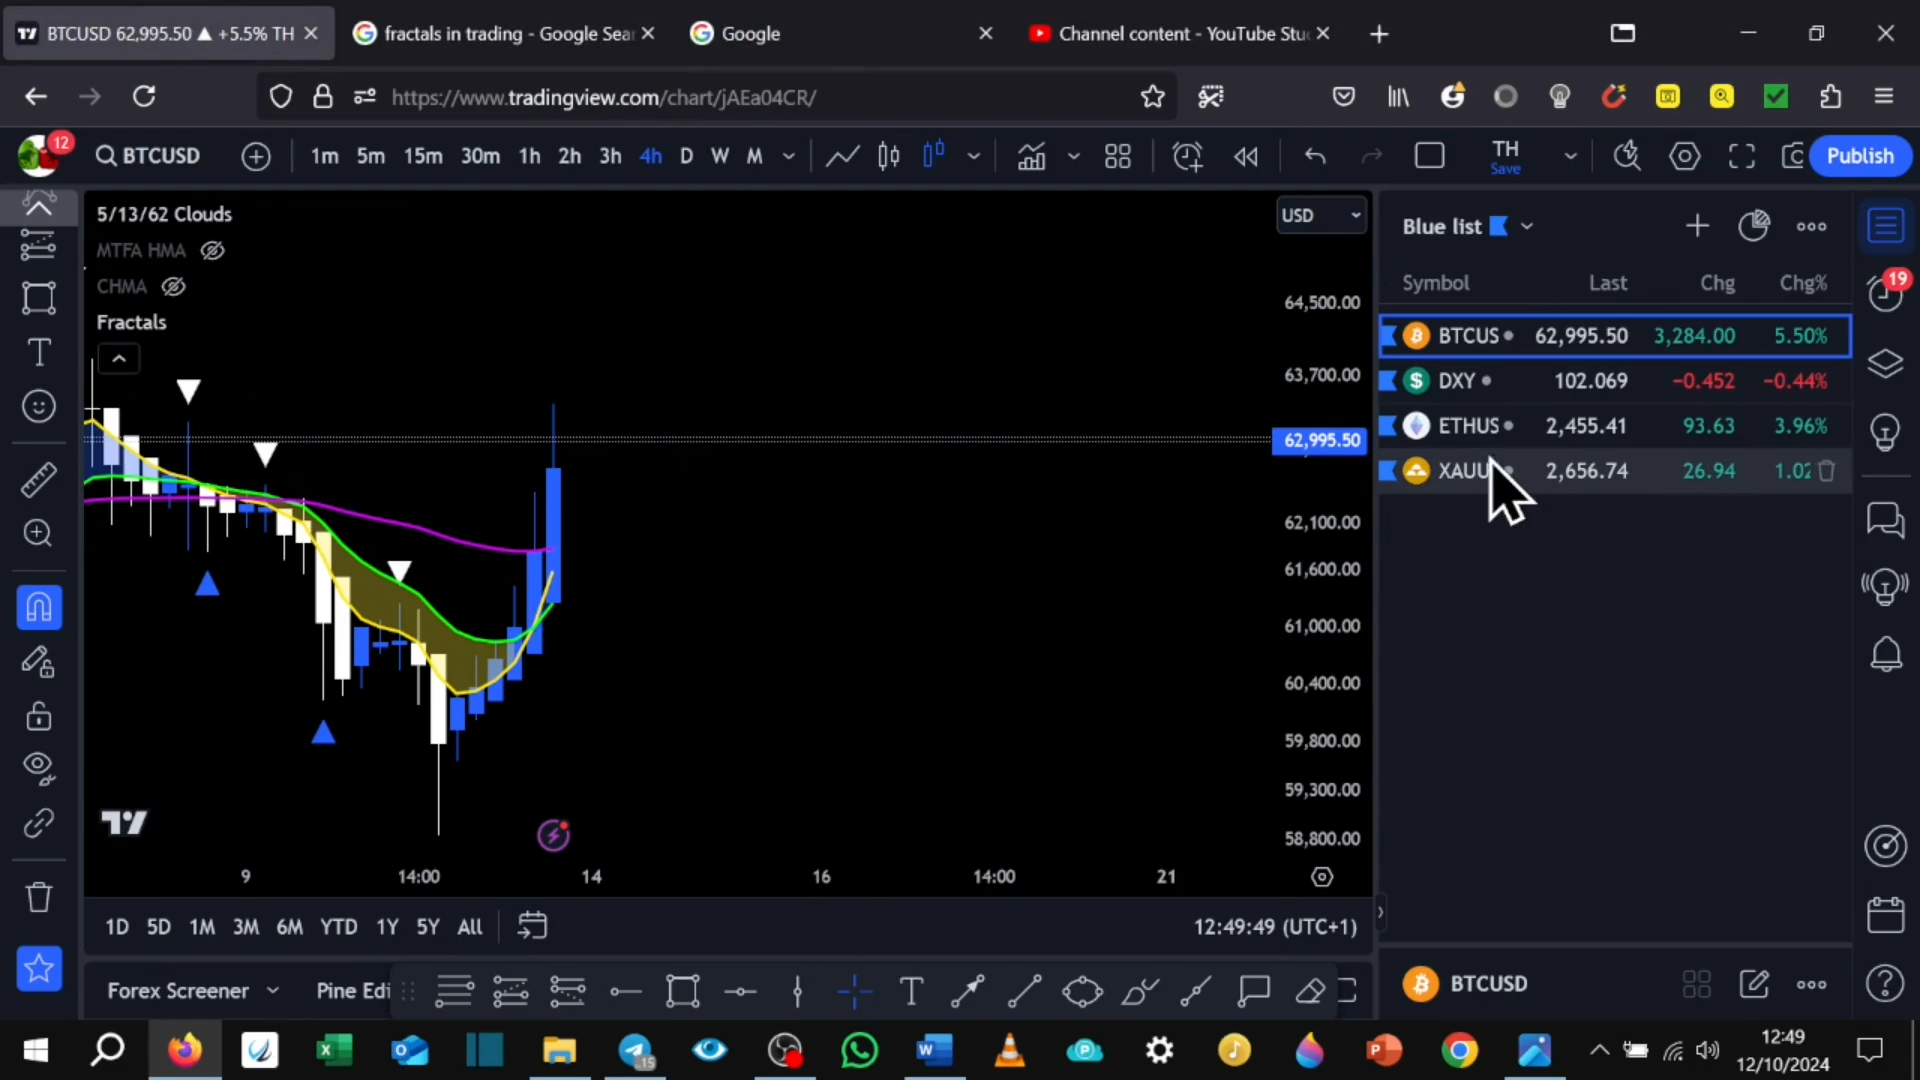 BTCUSD 62,995.50 ▲ +5.5% TH
fractals in trading - Google Sea
Google
Channel content - YouTube Stu
https://www.tradingview.com/chart/jAEa04CR/
12
BTCUSD
1m 5m 15m 30m 1h 2h 3h 4h D W M
TH
Save
Publish
5/13/62 Clouds
MTFA HMA
CHMA
Fractals
USD
64,500.00
63,700.00
62,995.50
62,100.00
61,600.00
61,000.00
60,400.00
59,800.00
59,300.00
58,800.00
9 14:00 14 16 14:00 21
1D 5D 1M 3M 6M YTD 1Y 5Y All
12:49:49 (UTC+1)
Forex Screener
Pine Edi
Blue list
Symbol Last Chg Chg%
BTCUS 62,995.50 3,284.00 5.50%
DXY 102.069 −0.452 −0.44%
ETHUS 2,455.41 93.63 3.96%
XAUU 2,656.74 26.94 1.02
BTCUSD
19
15
12:49
12/10/2024